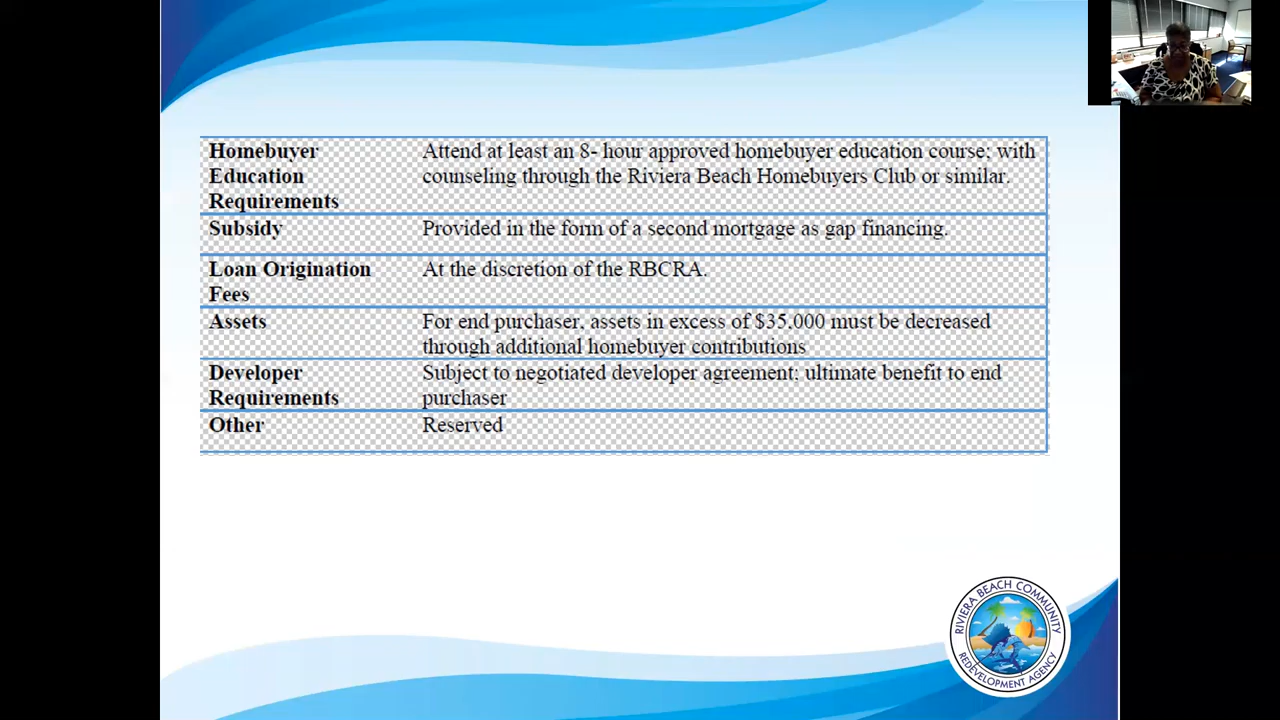 Homebuyer
Education
Requirements
Attend at least an 8- hour approved homebuyer education course; with
counseling through the Riviera Beach Homebuyers Club or similar.
Subsidy
Provided in the form of a second mortgage as gap financing.
Loan Origination
Fees
At the discretion of the RBCRA.
Assets
For end purchaser, assets in excess of $35,000 must be decreased
through additional homebuyer contributions
Developer
Requirements
Subject to negotiated developer agreement; ultimate benefit to end
purchaser
Other
Reserved
RIVIERA BEACH COMMUNITY
REDEVELOPMENT AGENCY